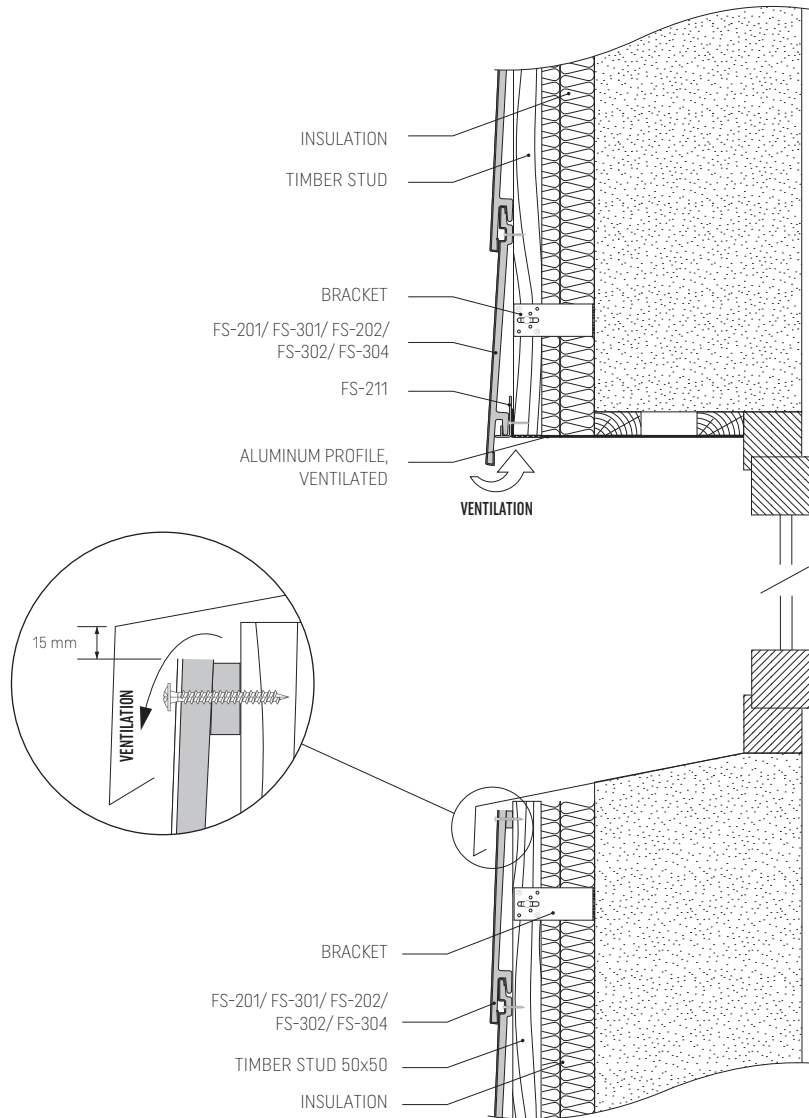 INSULATION
TIMBER STUD
BRACKET
FS-201/ FS-301/ FS-202/
FS-302/ FS-304
FS-211
ALUMINUM PROFILE,
VENTILATED
VENTILATION
15 mm
VENTILATION
BRACKET
FS-201/ FS-301/ FS-202/
FS-302/ FS-304
TIMBER STUD 50x50
INSULATION